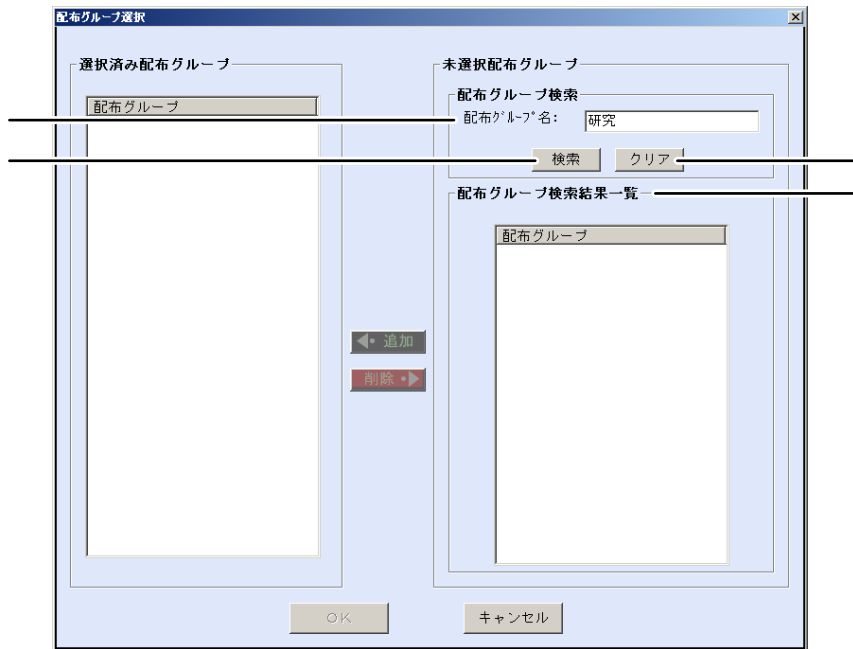 配布グループ選択
選択済み配布グループ
配布グループ
追加
削除
未選択配布グループ
配布グループ検索
配布ｸﾞﾙｰﾌﾟ名:
研究
検索
クリア
配布グループ検索結果一覧
配布グループ
OK
キャンセル